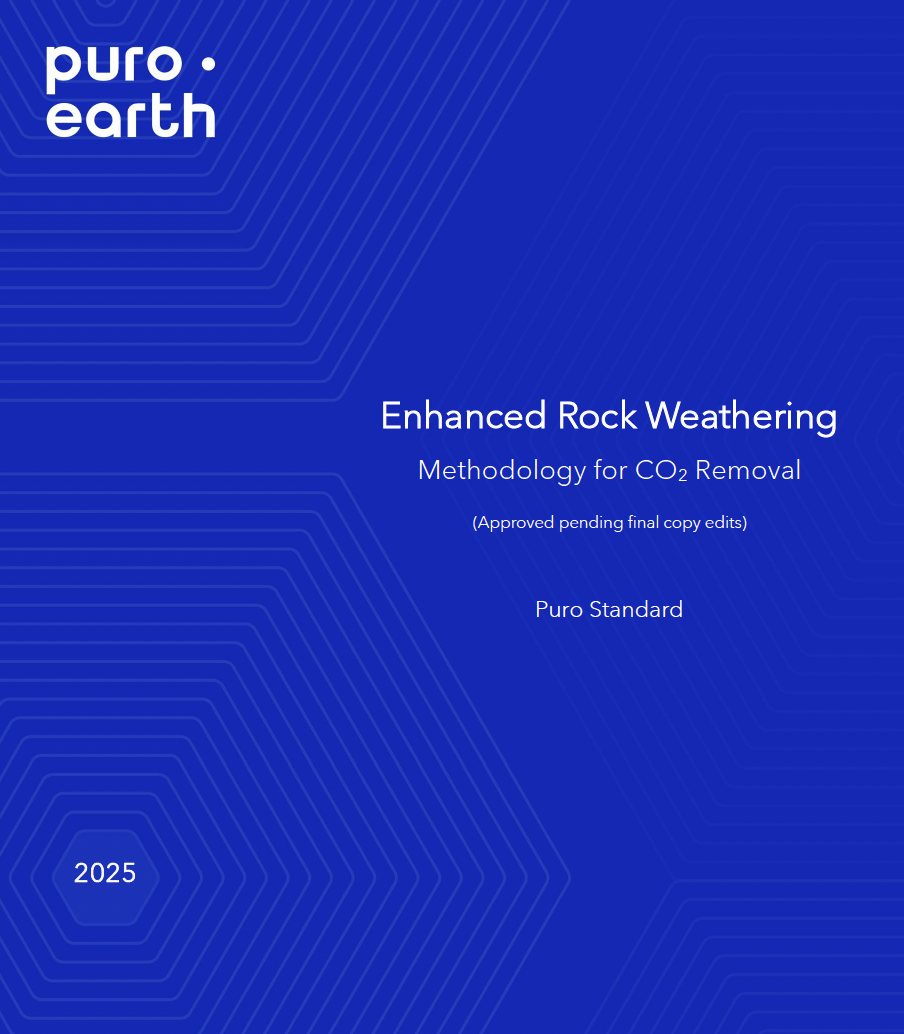 puro·
earth
Enhanced Rock Weathering
Methodology for CO₂ Removal
(Approved pending final copy edits)
Puro Standard
2025